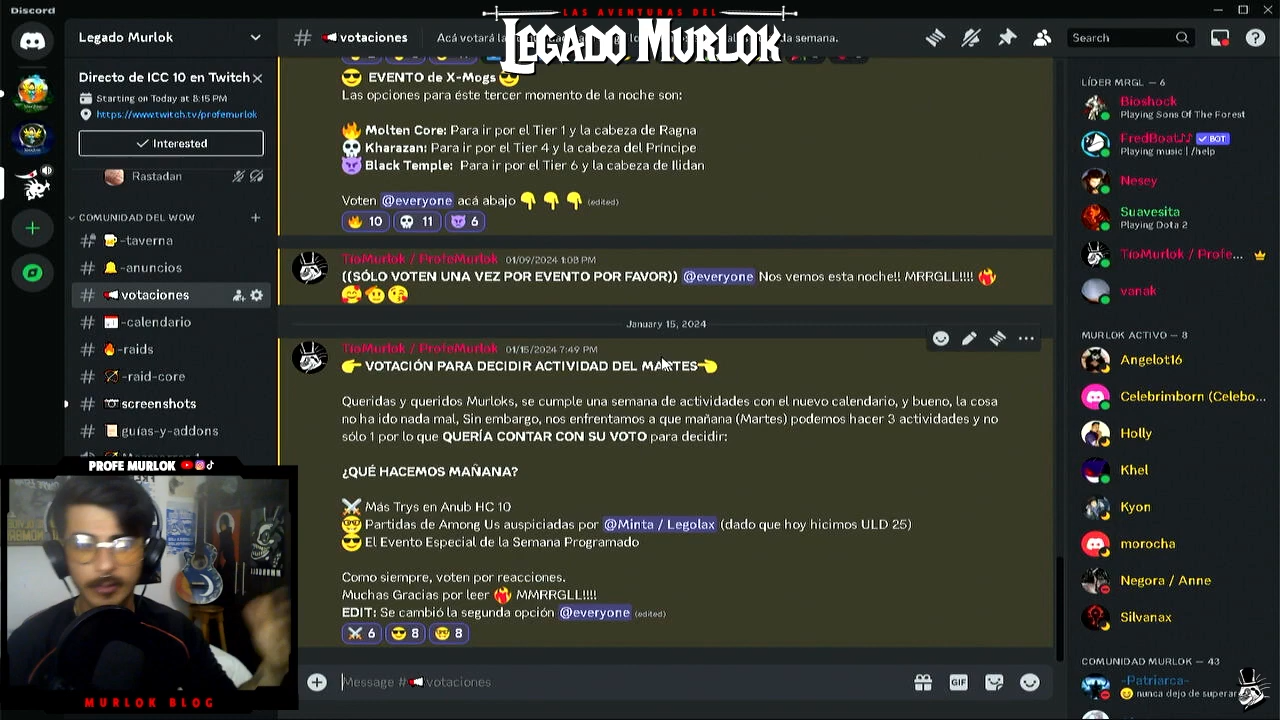 Discord
LAS AVENTURAS DEL
LEGADO MURLOK
Legado Murlok
# votaciones
Acá votará la
da semana.
Search
Directo de ICC 10 en Twitch
Starting on Today at 8:15 PM
https://www.twitch.tv/profemurlok
Interested
Rastadan
COMUNIDAD DEL WOW
# -taverna
# -anuncios
# votaciones
# -calendario
# -raids
# -raid-core
# screenshots
# guías-y-addons
EVENTO de X-Mogs
Las opciones para éste tercer momento de la noche son:
Molten Core: Para ir por el Tier 1 y la cabeza de Ragna
Kharazan: Para ir por el Tier 4 y la cabeza del Príncipe
Black Temple: Para ir por el Tier 6 y la cabeza de Ilidan
Voten @everyone acá abajo (edited)
10 11 6
TioMurlok / ProfeMurlok 01/09/2024 1:08 PM
((SÓLO VOTEN UNA VEZ POR EVENTO POR FAVOR)) @everyone Nos vemos esta noche!! MRRGLL!!!!
January 15, 2024
TioMurlok / ProfeMurlok 01/15/2024 7:49 PM
VOTACIÓN PARA DECIDIR ACTIVIDAD DEL MARTES
Queridas y queridos Murloks, se cumple una semana de actividades con el nuevo calendario, y bueno, la cosa
no ha ido nada mal, Sin embargo, nos enfrentamos a que mañana (Martes) podemos hacer 3 actividades y no
sólo 1 por lo que QUERÍA CONTAR CON SU VOTO para decidir:
¿QUÉ HACEMOS MAÑANA?
Más Trys en Anub HC 10
Partidas de Among Us auspiciadas por @Minta / Legolax (dado que hoy hicimos ULD 25)
El Evento Especial de la Semana Programado
Como siempre, voten por reacciones.
Muchas Gracias por leer MMRRGLL!!!!
EDIT: Se cambió la segunda opción @everyone (edited)
6 8 8
Message # votaciones
GIF
LÍDER MRGL — 6
Bioshock
Playing Sons Of The Forest
FredBoat♪♪ BOT
Playing music | /help
Nesey
Suavesita
Playing Dota 2
TioMurlok / Profe...
vanak
MURLOK ACTIVO — 8
Angelot16
Celebrimborn (Celebo...
Holly
Khel
Kyon
morocha
Negora / Anne
Silvanax
COMUNIDAD MURLOK — 43
-Patriarca-
nunca dejo de superar
PROFE MURLOK
MURLOK BLOG